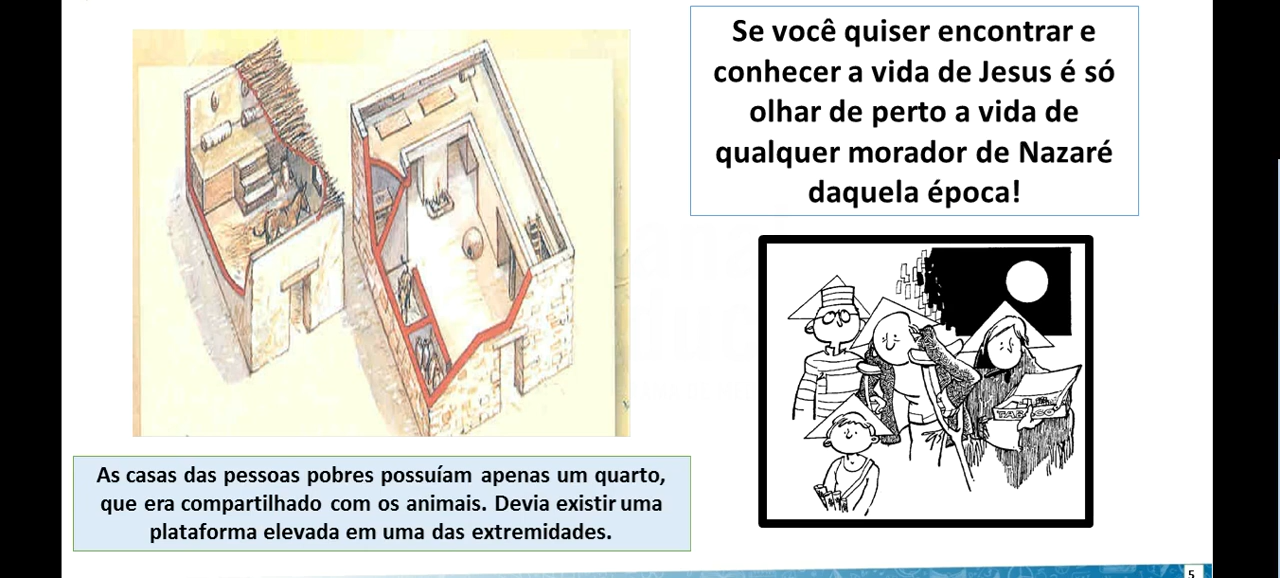 Se você quiser encontrar e
conhecer a vida de Jesus é só
olhar de perto a vida de
qualquer morador de Nazaré
daquela época!
As casas das pessoas pobres possuíam apenas um quarto,
que era compartilhado com os animais. Devia existir uma
plataforma elevada em uma das extremidades.
5